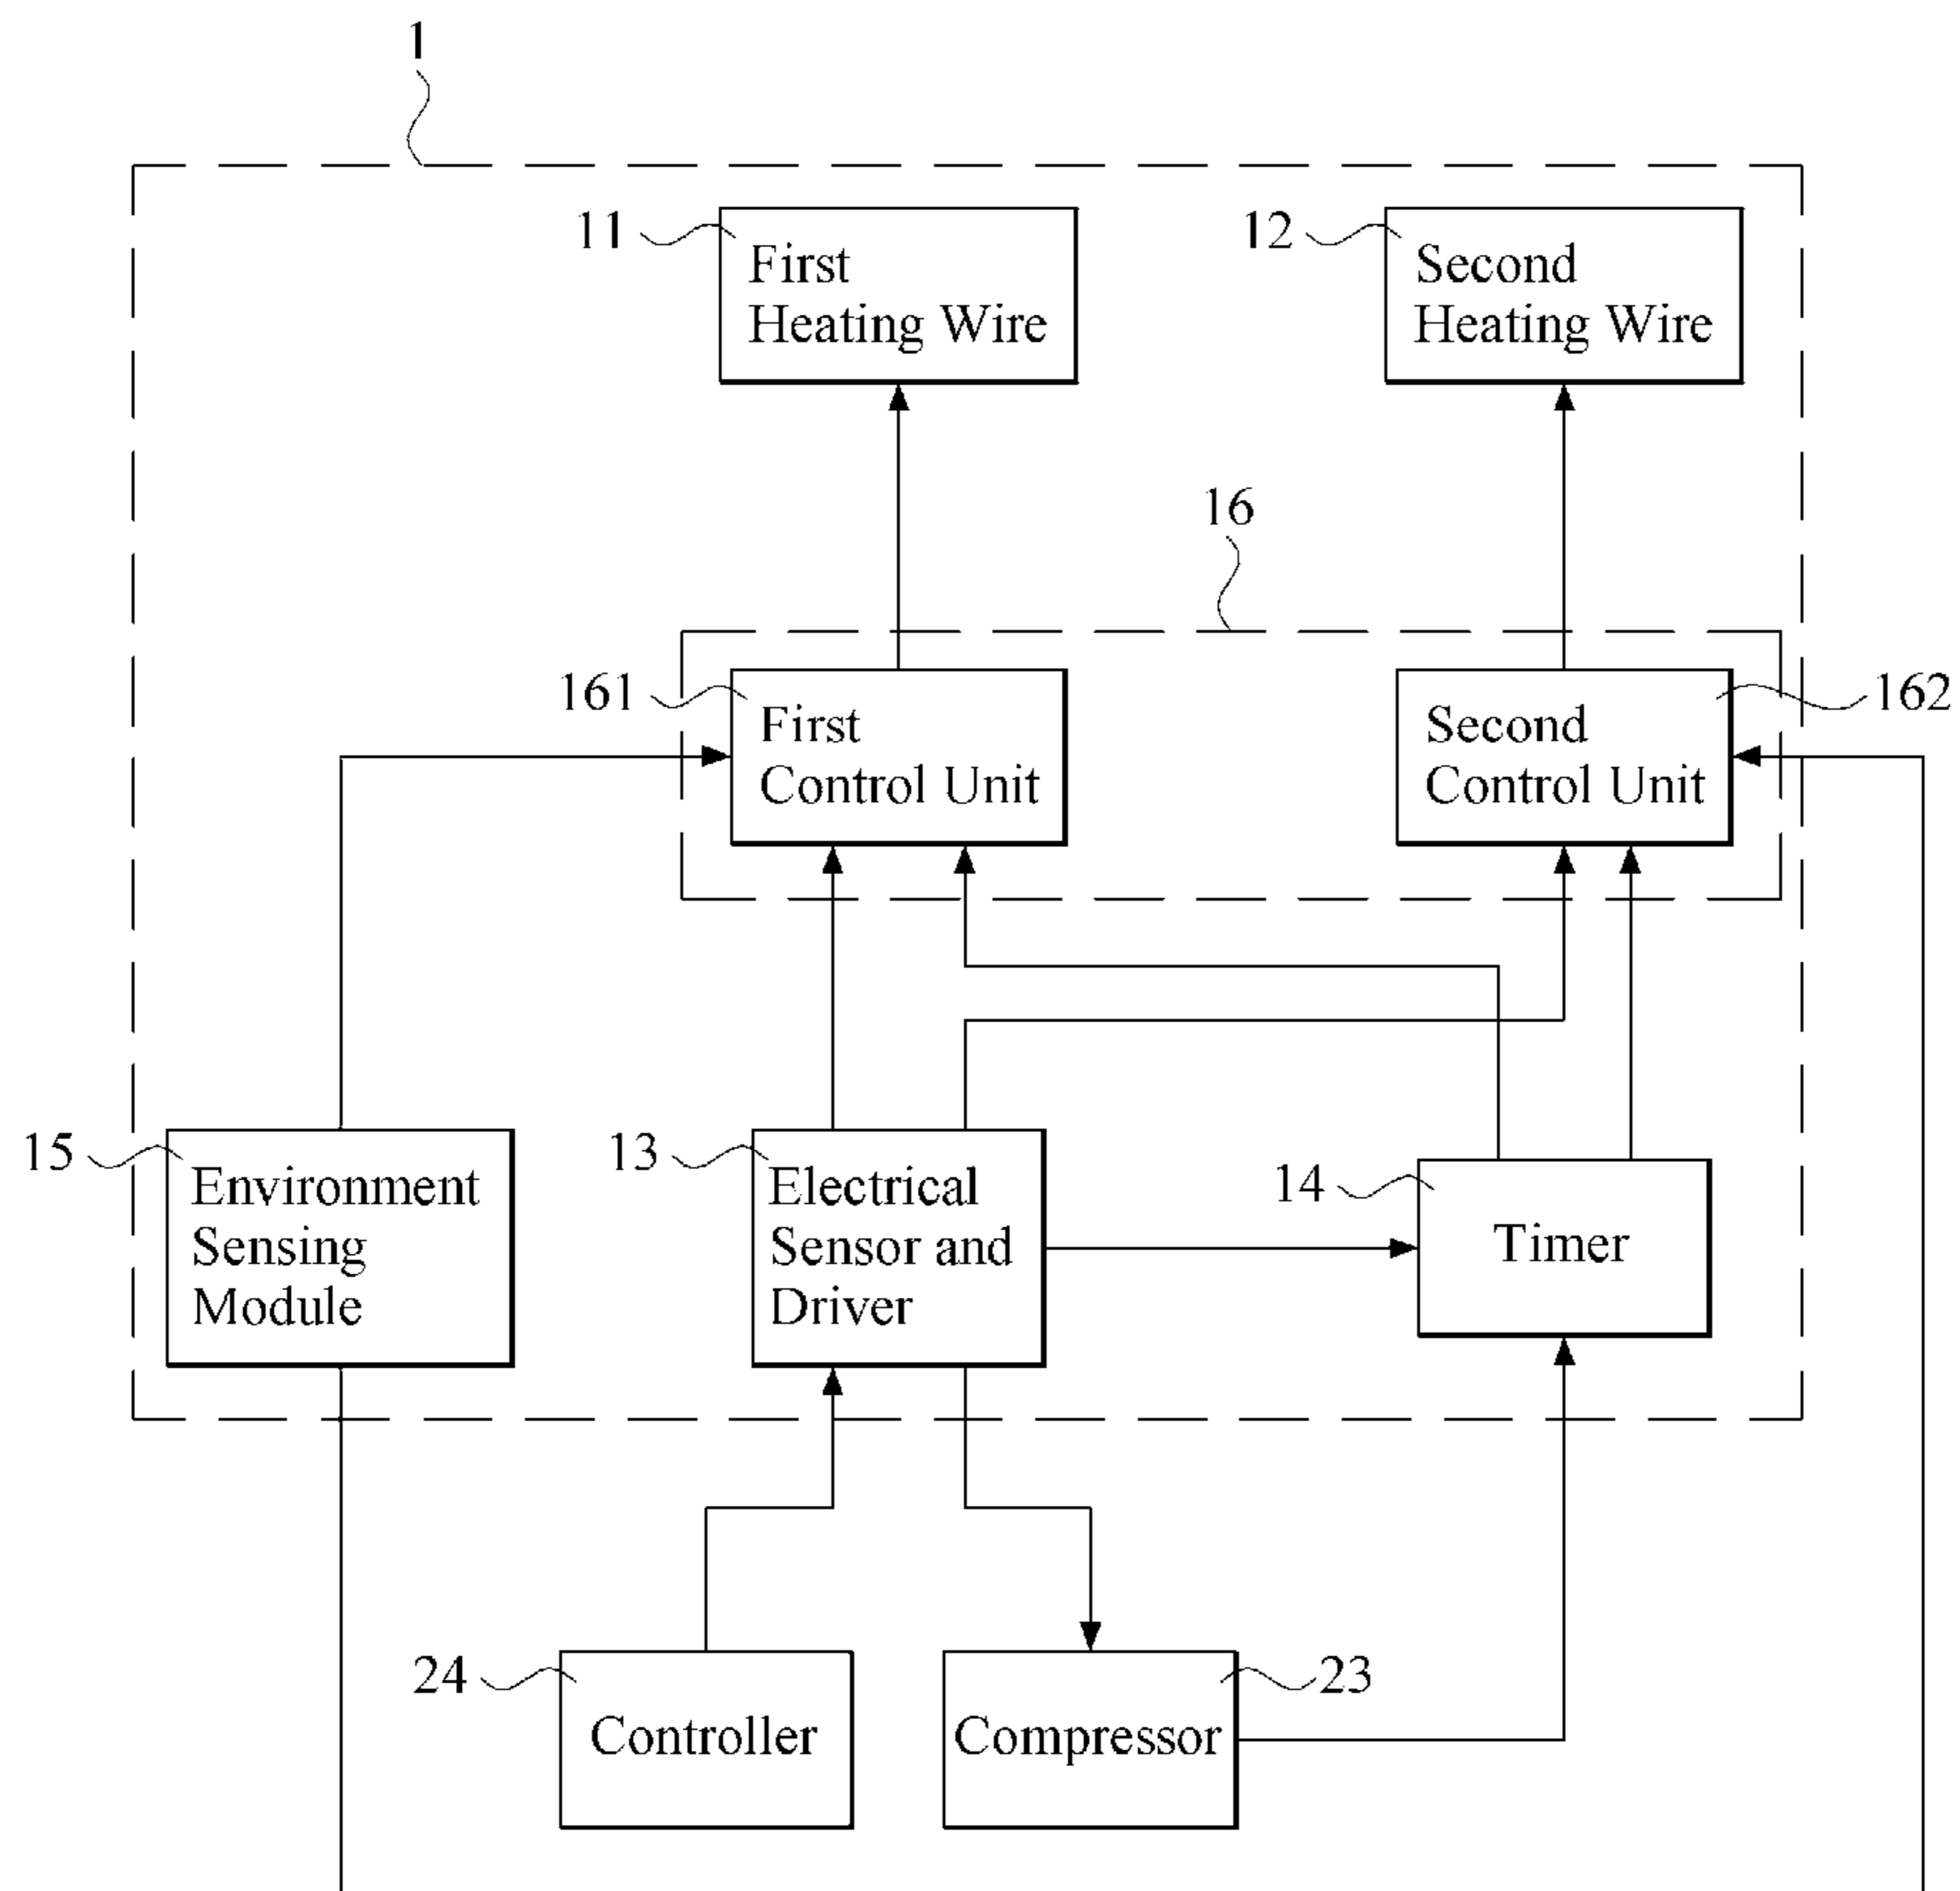 1
11
First
Heating Wire
12
Second
Heating Wire
16
161
First
Control Unit
Second
Control Unit
162
15
Environment
Sensing
Module
13
Electrical
Sensor and
Driver
14
Timer
24
Controller
Compressor
23